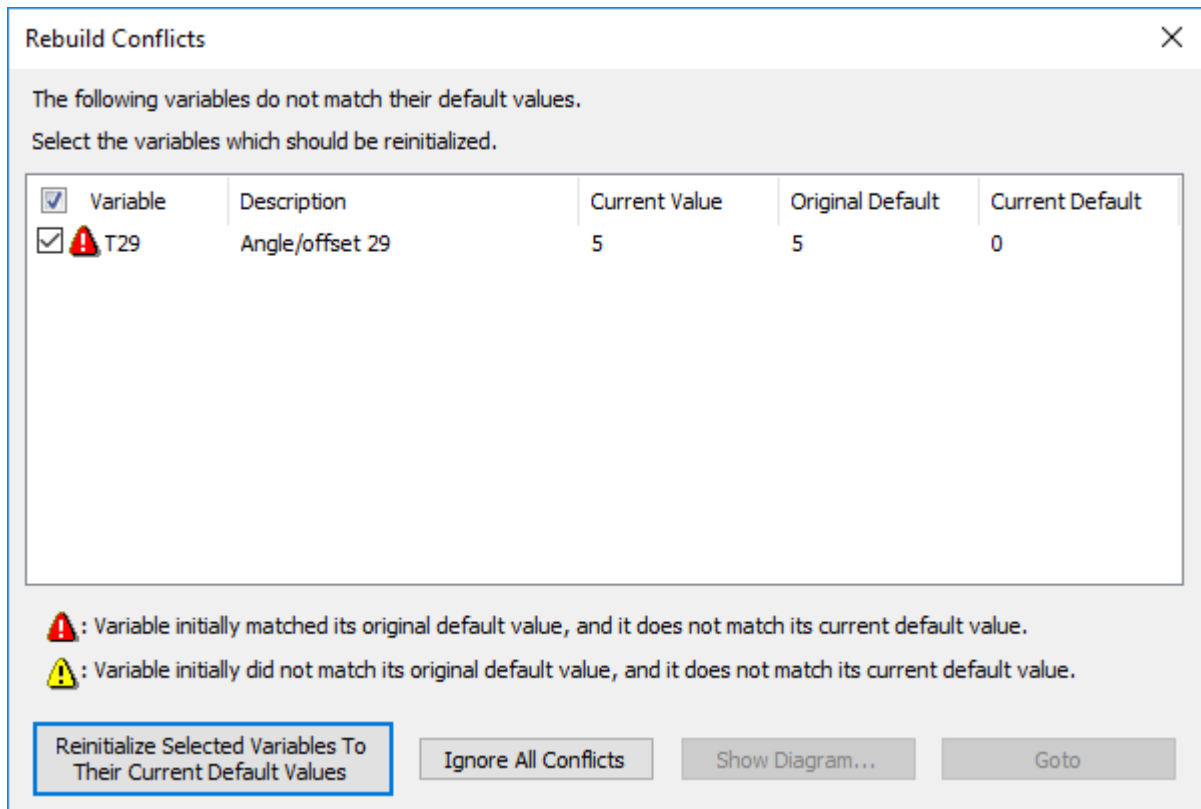 Rebuild Conflicts
The following variables do not match their default values.
Select the variables which should be reinitialized.
Variable Description Current Value Original Default Current Default
T29 Angle/offset 29 5 5 0
: Variable initially matched its original default value, and it does not match its current default value.
: Variable initially did not match its original default value, and it does not match its current default value.
Reinitialize Selected Variables To
Their Current Default Values
Ignore All Conflicts
Show Diagram...
Goto